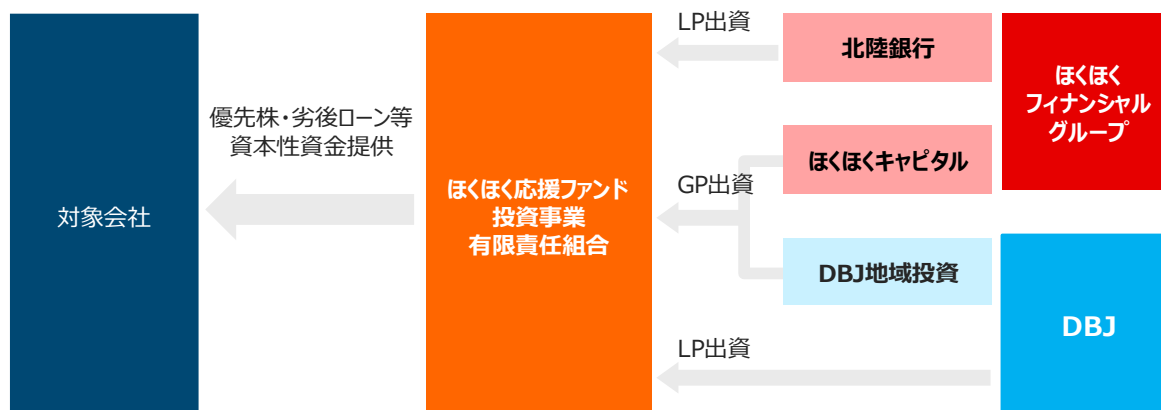 対象会社
優先株・劣後ローン等
資本性資金提供
ほくほく応援ファンド
投資事業
有限責任組合
LP出資
GP出資
LP出資
北陸銀行
ほくほくキャピタル
DBJ地域投資
ほくほく
フィナンシャル
グループ
DBJ